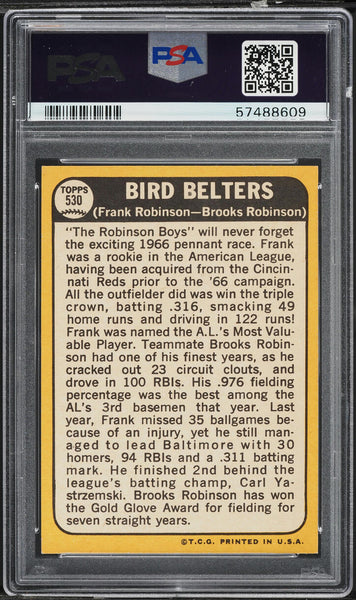 PSA
PSA
57488609
TOPPS
530
BIRD BELTERS
(Frank Robinson—Brooks Robinson)
"The Robinson Boys" will never forget
the exciting 1966 pennant race. Frank
was a rookie in the American League,
having been acquired from the Cincin-
nati Reds prior to the '66 campaign.
All the outfielder did was win the triple
crown, batting .316, smacking 49
home runs and driving in 122 runs!
Frank was named the A.L.'s Most Valu-
able Player. Teammate Brooks Robin-
son had one of his finest years, as he
cracked out 23 circuit clouts, and
drove in 100 RBIs. His .976 fielding
percentage was the best among the
AL's 3rd basemen that year. Last
year, Frank missed 35 ballgames be-
cause of an injury, yet he still man-
aged to lead Baltimore with 30
homers, 94 RBIs and a .311 batting
mark. He finished 2nd behind the
league's batting champ, Carl Ya-
strzemski. Brooks Robinson has won
the Gold Glove Award for fielding for
seven straight years.
©T.C.G. PRINTED IN U.S.A.